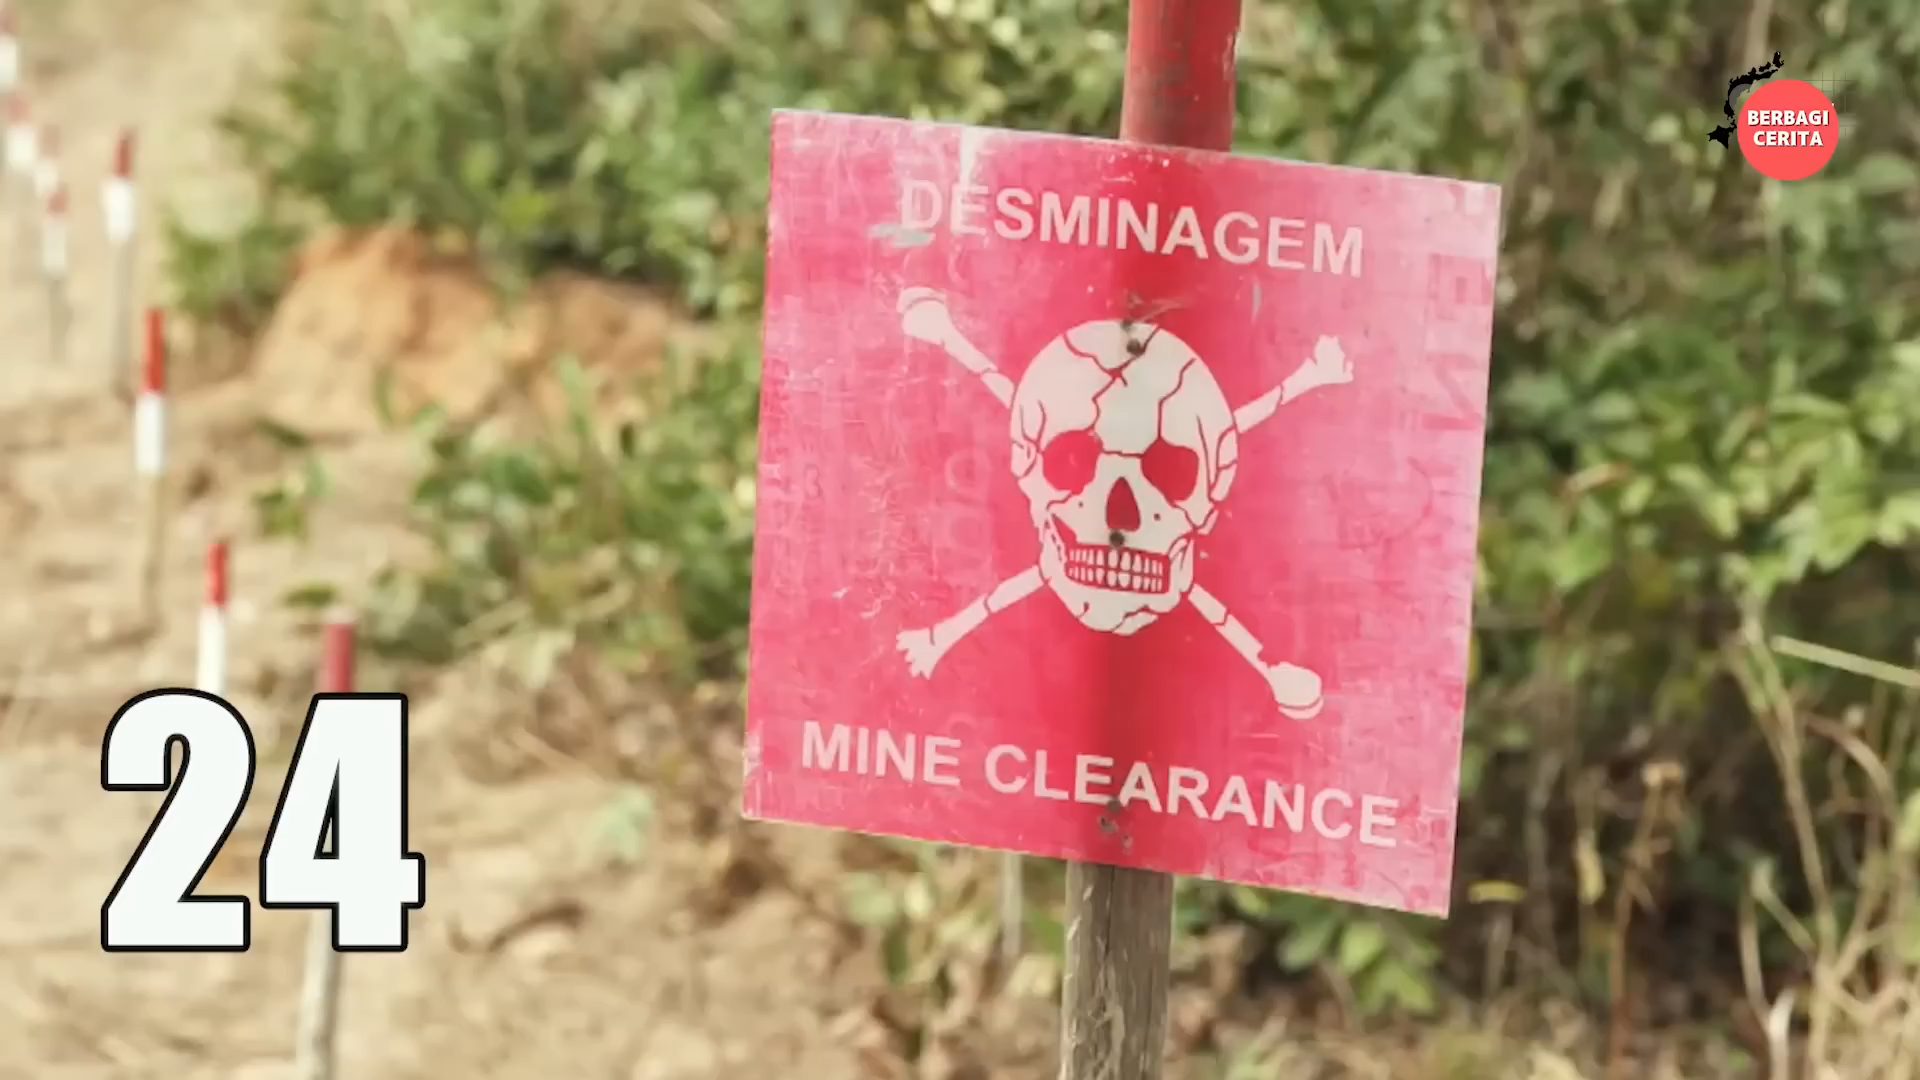 BERBAGI
CERITA
DESMINAGEM
MINE CLEARANCE
24